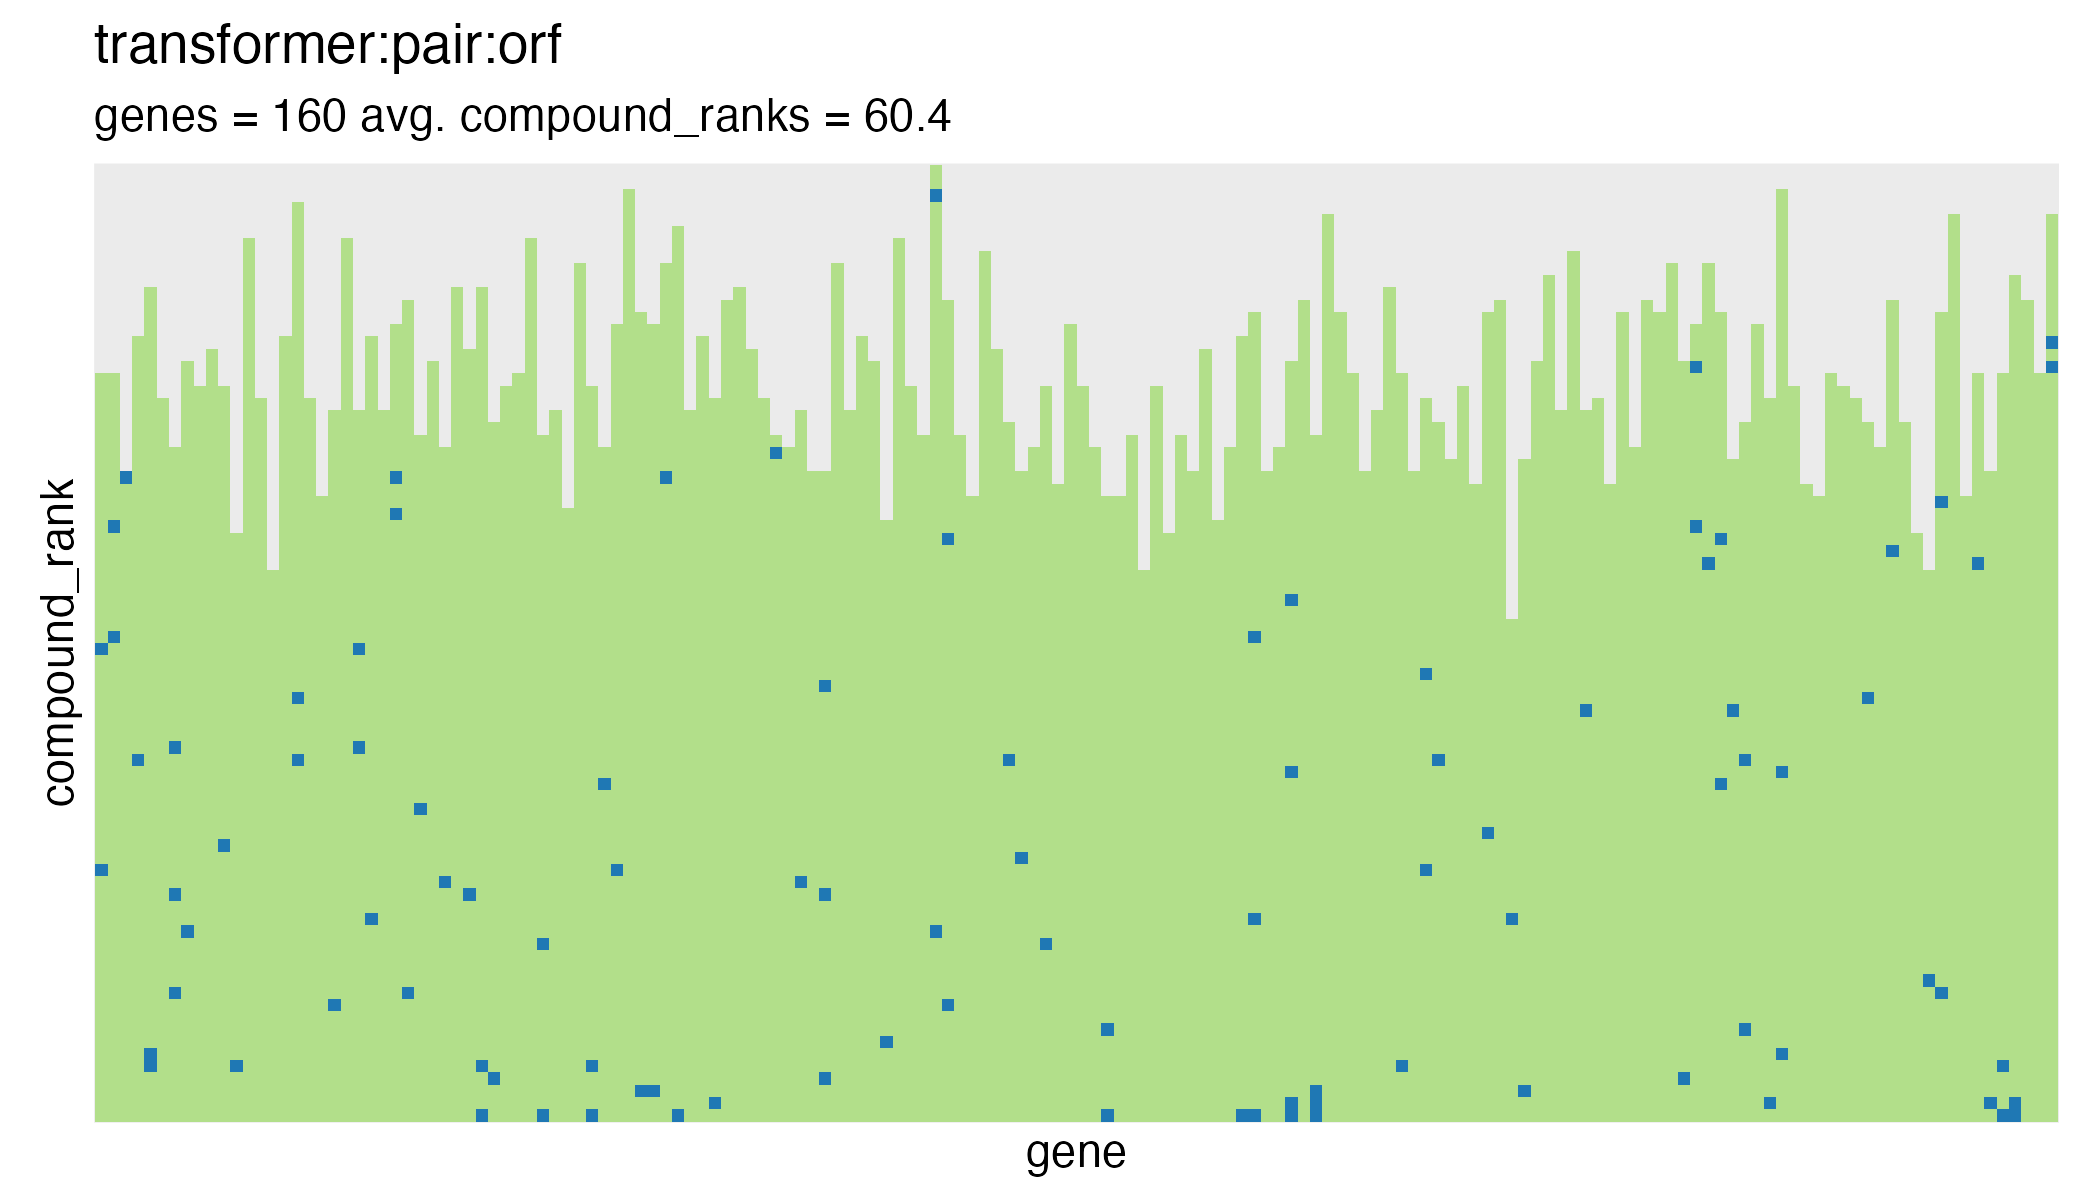 transformer:pair:orf
genes = 160 avg. compound_ranks = 60.4
compound_rank
gene